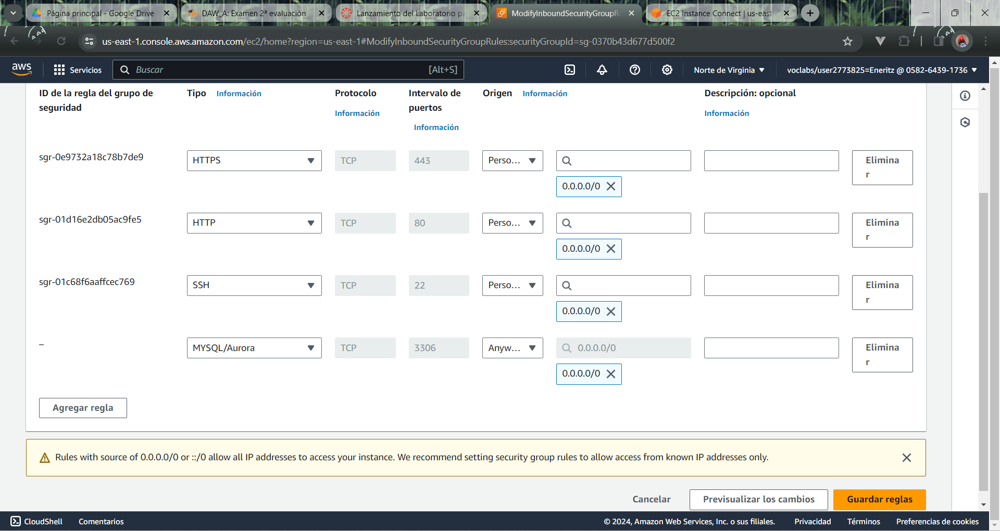 Página principal - Google Drive
DAW_A: Examen 2ª evaluación
Lanzamiento del Laboratorio pa
ModifyInboundSecurityGroupRu
EC2 Instance Connect | us-east-
us-east-1.console.aws.amazon.com/ec2/home?region=us-east-1#ModifyInboundSecurityGroupRules:securityGroupId=sg-0370b43d677d500f2
aws
Servicios
Buscar
[Alt+S]
Norte de Virginia
voclabs/user2773825=Eneritz @ 0582-6439-1736
ID de la regla del grupo de seguridad
Tipo Información
Protocolo
Información
Intervalo de puertos
Información
Origen Información
Descripción: opcional
Información
sgr-0e9732a18c78b7de9
HTTPS
TCP
443
Perso...
0.0.0.0/0
Eliminar
sgr-01d16e2db05ac9fe5
HTTP
TCP
80
Perso...
0.0.0.0/0
Eliminar
sgr-01c68f6aaffcec769
SSH
TCP
22
Perso...
0.0.0.0/0
Eliminar
–
MYSQL/Aurora
TCP
3306
Anyw...
0.0.0.0/0
0.0.0.0/0
Eliminar
Agregar regla
Rules with source of 0.0.0.0/0 or ::/0 allow all IP addresses to access your instance. We recommend setting security group rules to allow access from known IP addresses only.
Cancelar
Previsualizar los cambios
Guardar reglas
CloudShell
Comentarios
© 2024, Amazon Web Services, Inc. o sus filiales.
Privacidad
Términos
Preferencias de cookies